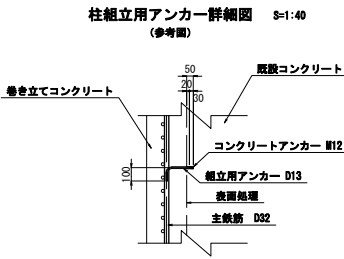 柱組立用アンカー詳細図 S=1:40
(参考図)
50
20
30
既設コンクリート
巻き立てコンクリート
コンクリートアンカー M12
組立用アンカー D13
100
表面処理
主鉄筋 D32